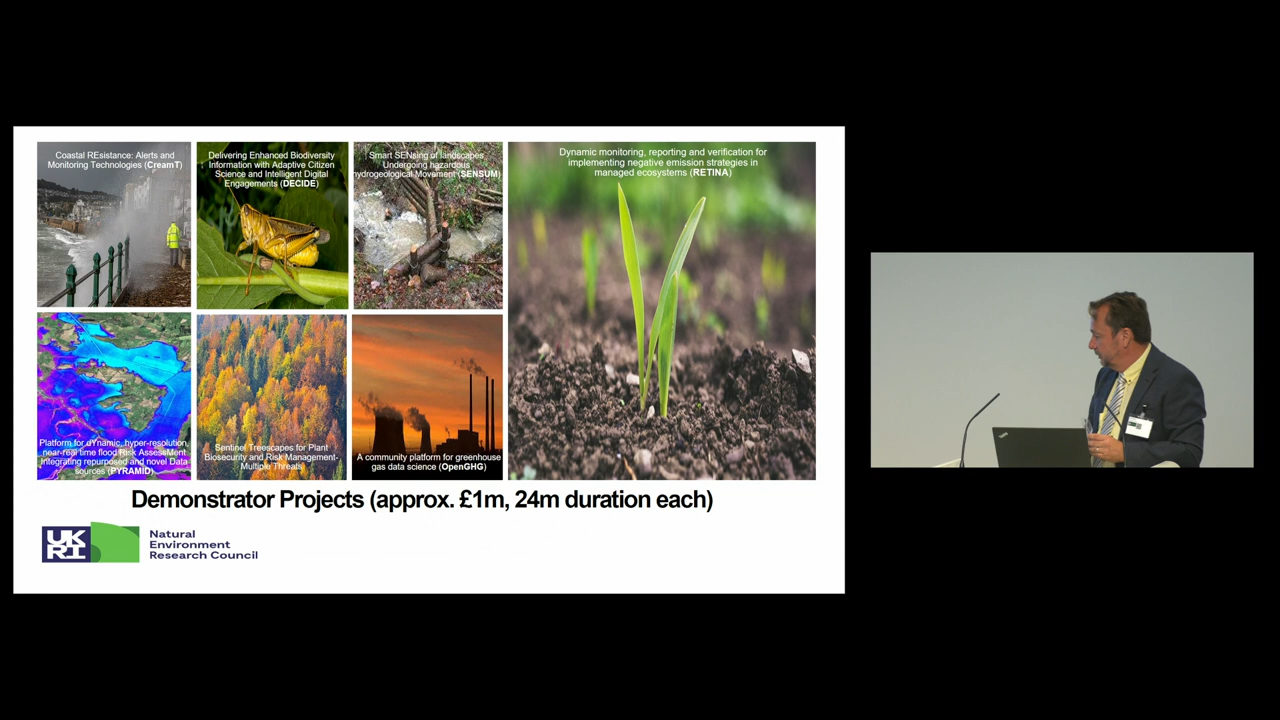 Coastal REsistance: Alerts and
Monitoring Technologies (CreamT)
Delivering Enhanced Biodiversity
Information with Adaptive Citizen
Science and Intelligent Digital
Engagements (DECIDE)
Smart SENsing of landscapes
Undergoing hazardous
hydrogeological Movement (SENSUM)
Dynamic monitoring, reporting and verification for
implementing negative emission strategies in
managed ecosystems (RETINA)
Platform for dYnamic, hyper-resolution,
near-real time flood Risk AssessMent
Integrating repurposed and novel Data
sources (PYRAMID)
Sentinel Treescapes for Plant
Biosecurity and Risk Management-
Multiple Threats
A community platform for greenhouse
gas data science (OpenGHG)
Demonstrator Projects (approx. £1m, 24m duration each)
UK
RI
Natural
Environment
Research Council